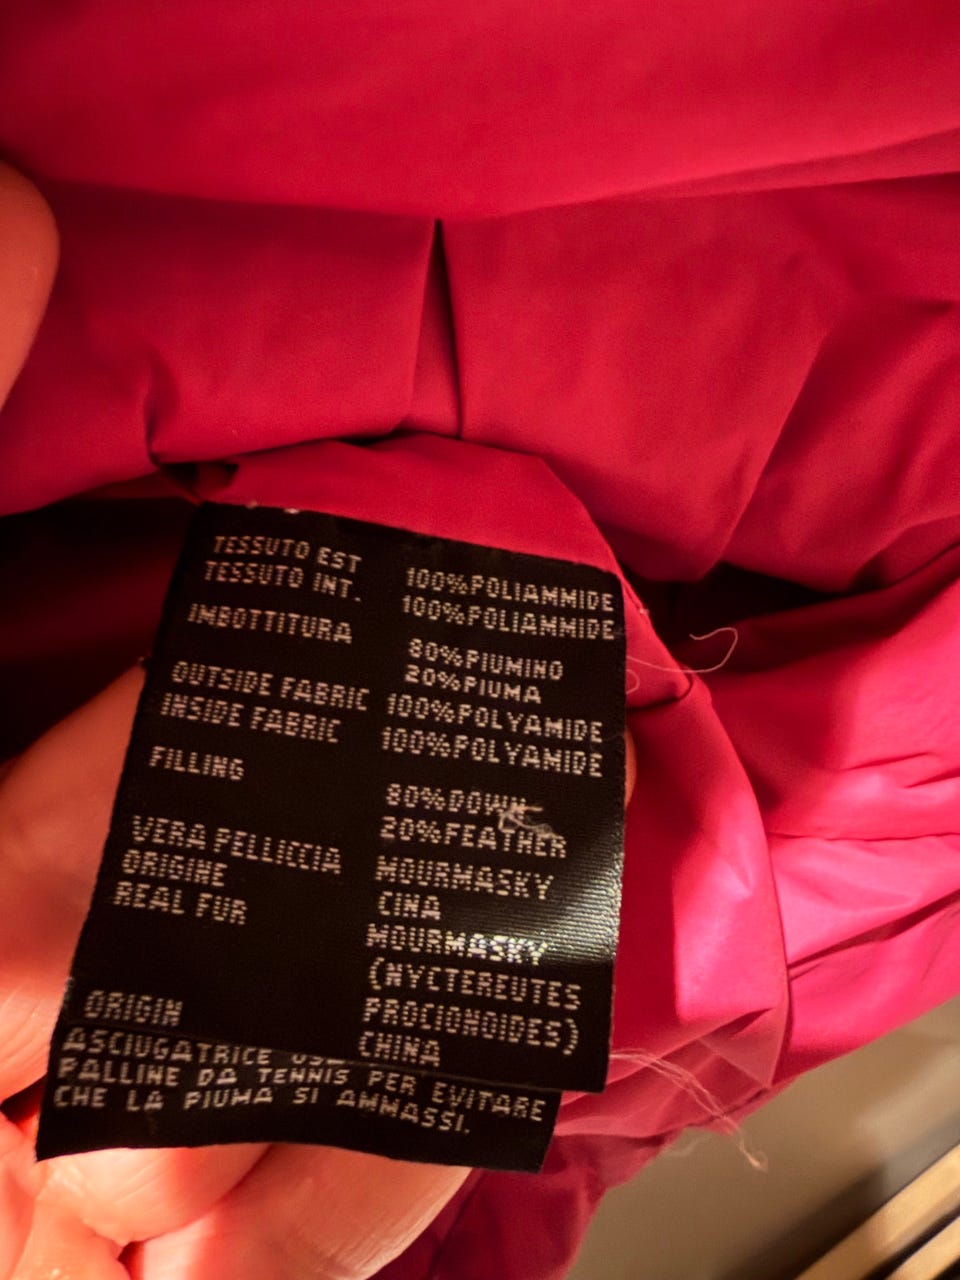 TESSUTO EST 100%POLIAMMIDE
TESSUTO INT. 100%POLIAMMIDE
IMBOTTITURA 80%PIUMINO
20%PIUMA
OUTSIDE FABRIC 100%POLYAMIDE
INSIDE FABRIC 100%POLYAMIDE
FILLING 80%DOWN
20%FEATHER
VERA PELLICCIA MOURMASKY
ORIGINE CINA
REAL FUR MOURMASKY
(NYCTEREUTES
PROCIONOIDES)
ORIGIN CHINA
ASCIUGATRICE
PALLINE DA TENNIS PER EVITARE
CHE LA PIUMA SI AMMASSI.